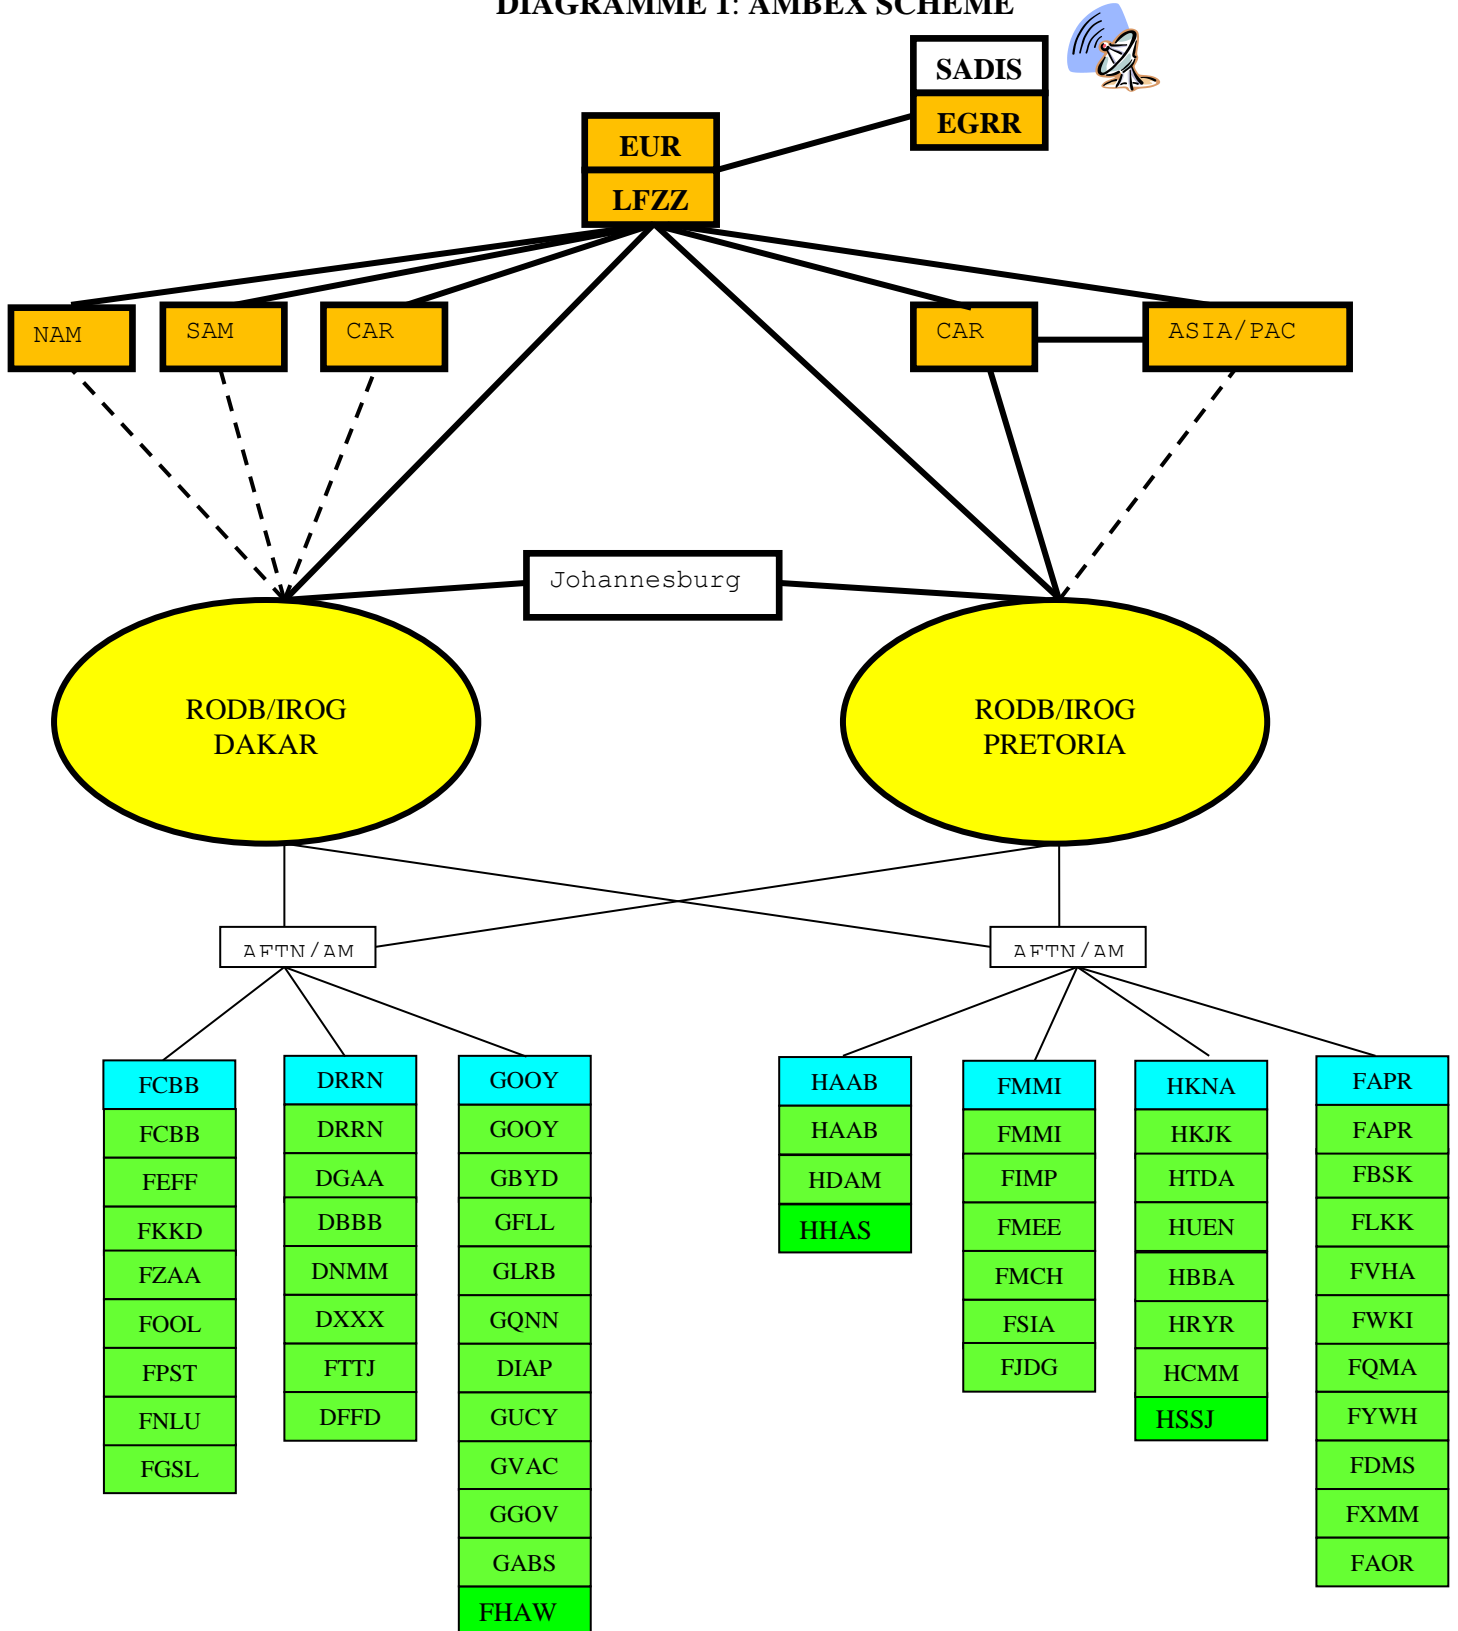 DIAGRAMME 1: AMBEX SCHEME
SADIS
EGRR
EUR
LFZZ
NAM
SAM
CAR
CAR
ASIA/PAC
Johannesburg
RODB/IROG
DAKAR
RODB/IROG
PRETORIA
AFTN/AM
AFTN/AM
FCBB
FCBB
FEFF
FKKD
FZAA
FOOL
FPST
FNLU
FGSL
DRRN
DRRN
DGAA
DBBB
DNMM
DXXX
FTTJ
DFFD
GOOY
GOOY
GBYD
GFLL
GLRB
GQNN
DIAP
GUCY
GVAC
GGOV
GABS
FHAW
HAAB
HAAB
HDAM
HHAS
FMMI
FMMI
FIMP
FMEE
FMCH
FSIA
FJDG
HKNA
HKJK
HTDA
HUEN
HBBA
HRYR
HCMM
HSSJ
FAPR
FAPR
FBSK
FLKK
FVHA
FWKI
FQMA
FYWH
FDMS
FXMM
FAOR